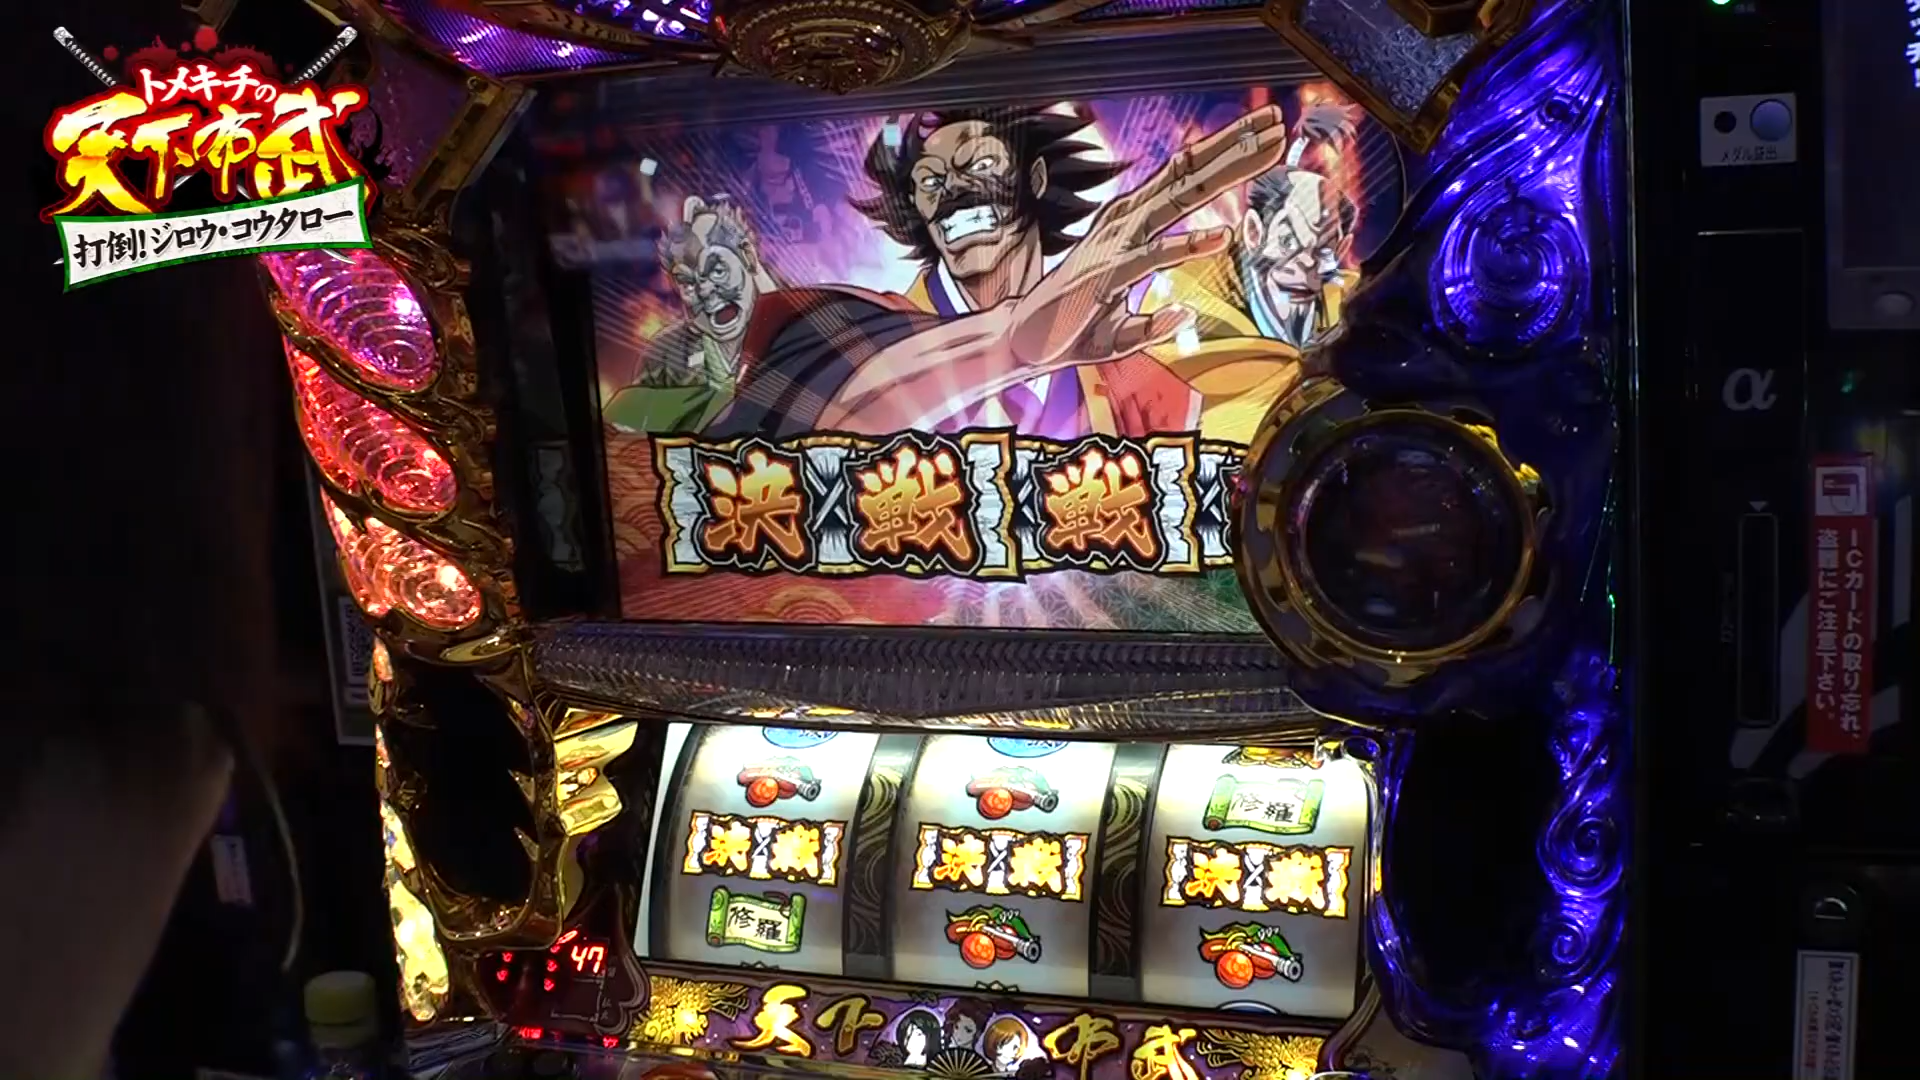 トメキチの
天下布武
打倒!ジロウ・コウタロー
メダル貸出
α
決戦 戦
ICカードの取り忘れ、
盗難にご注意下さい。
修羅
決戦 決戦 決戦
修羅
47
天下布武